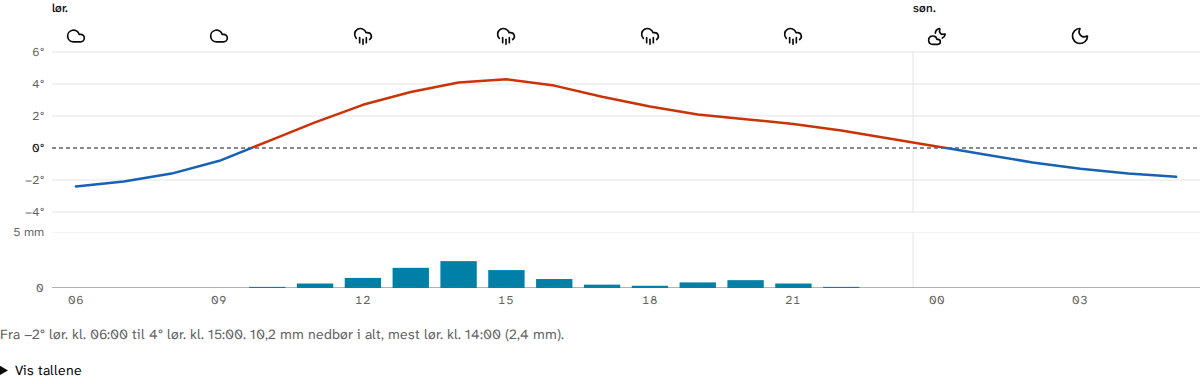 lør. søn.
6°
4°
2°
0°
−2°
−4°
5 mm
0
06 09 12 15 18 21 00 03
Fra −2° lør. kl. 06:00 til 4° lør. kl. 15:00. 10,2 mm nedbør i alt, mest lør. kl. 14:00 (2,4 mm).
Vis tallene